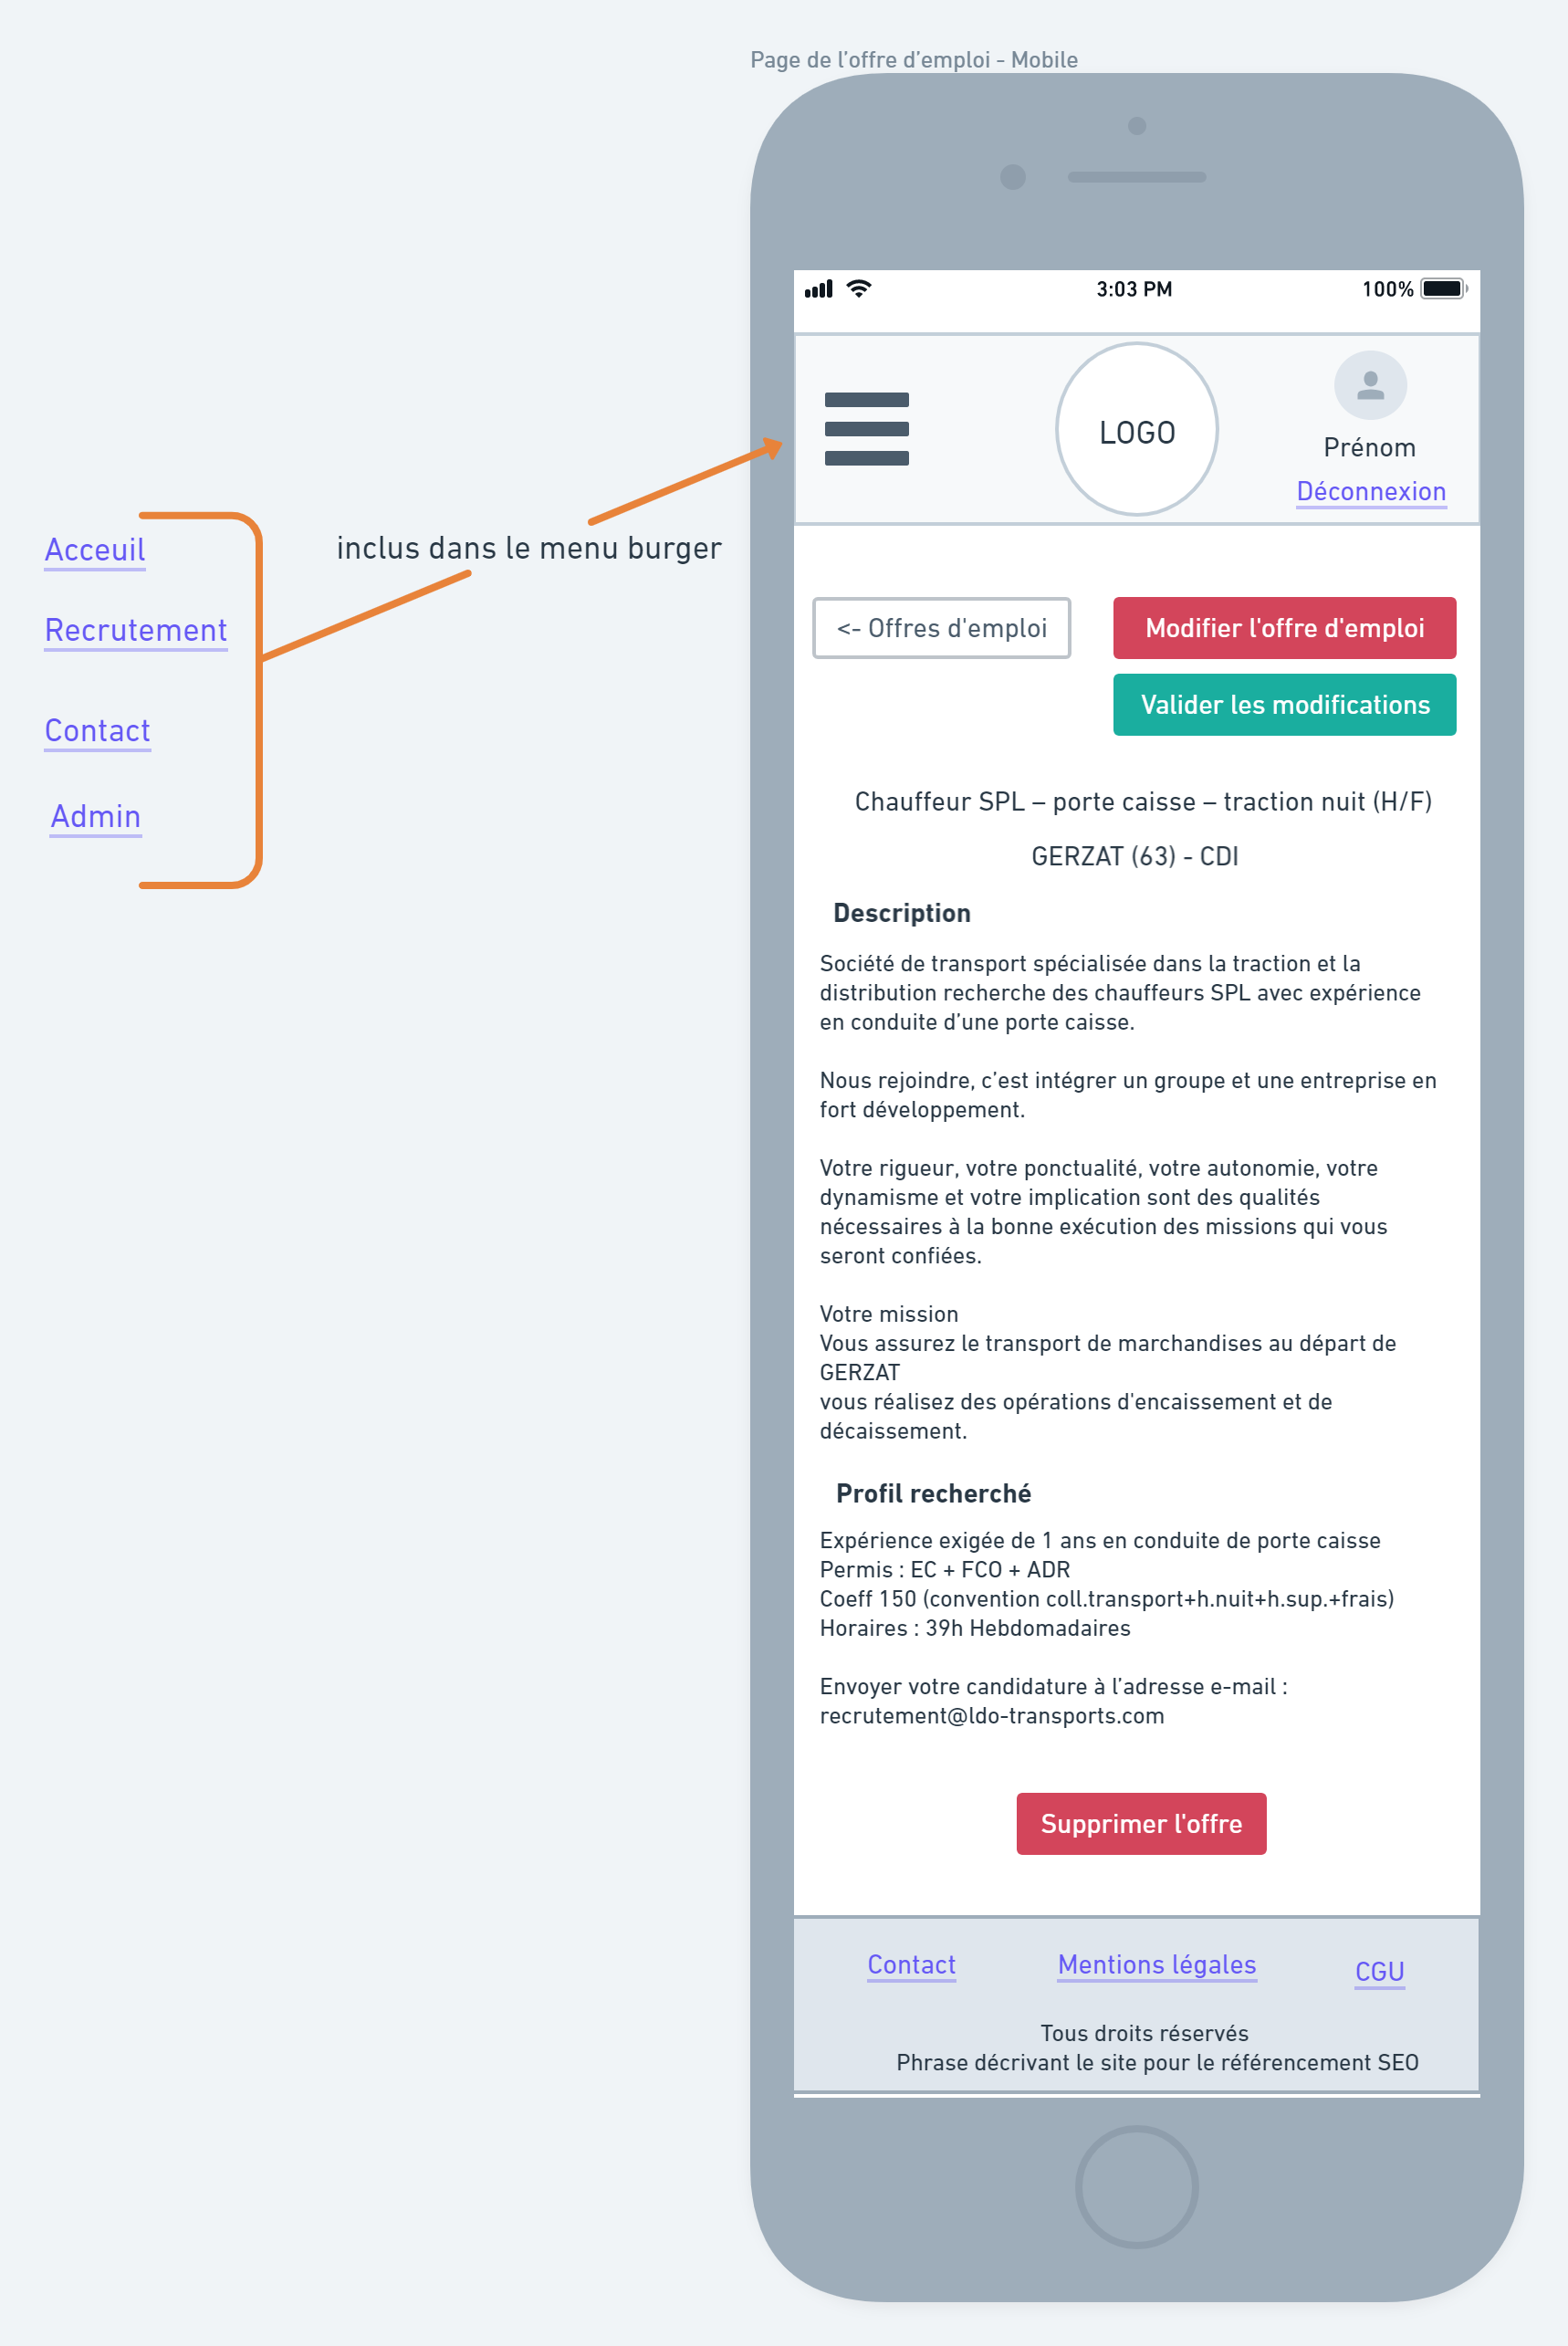 Page de l’offre d’emploi - Mobile
3:03 PM
100%
LOGO
Prénom
Déconnexion
Acceuil
inclus dans le menu burger
Recrutement
Contact
Admin
<- Offres d'emploi
Modifier l'offre d'emploi
Valider les modifications
Chauffeur SPL – porte caisse – traction nuit (H/F)
GERZAT (63) - CDI
Description
Société de transport spécialisée dans la traction et la
distribution recherche des chauffeurs SPL avec expérience
en conduite d’une porte caisse.
Nous rejoindre, c’est intégrer un groupe et une entreprise en
fort développement.
Votre rigueur, votre ponctualité, votre autonomie, votre
dynamisme et votre implication sont des qualités
nécessaires à la bonne exécution des missions qui vous
seront confiées.
Votre mission
Vous assurez le transport de marchandises au départ de
GERZAT
vous réalisez des opérations d'encaissement et de
décaissement.
Profil recherché
Expérience exigée de 1 ans en conduite de porte caisse
Permis : EC + FCO + ADR
Coeff 150 (convention coll.transport+h.nuit+h.sup.+frais)
Horaires : 39h Hebdomadaires
Envoyer votre candidature à l’adresse e-mail :
recrutement@ldo-transports.com
Supprimer l'offre
Contact
Mentions légales
CGU
Tous droits réservés
Phrase décrivant le site pour le référencement SEO